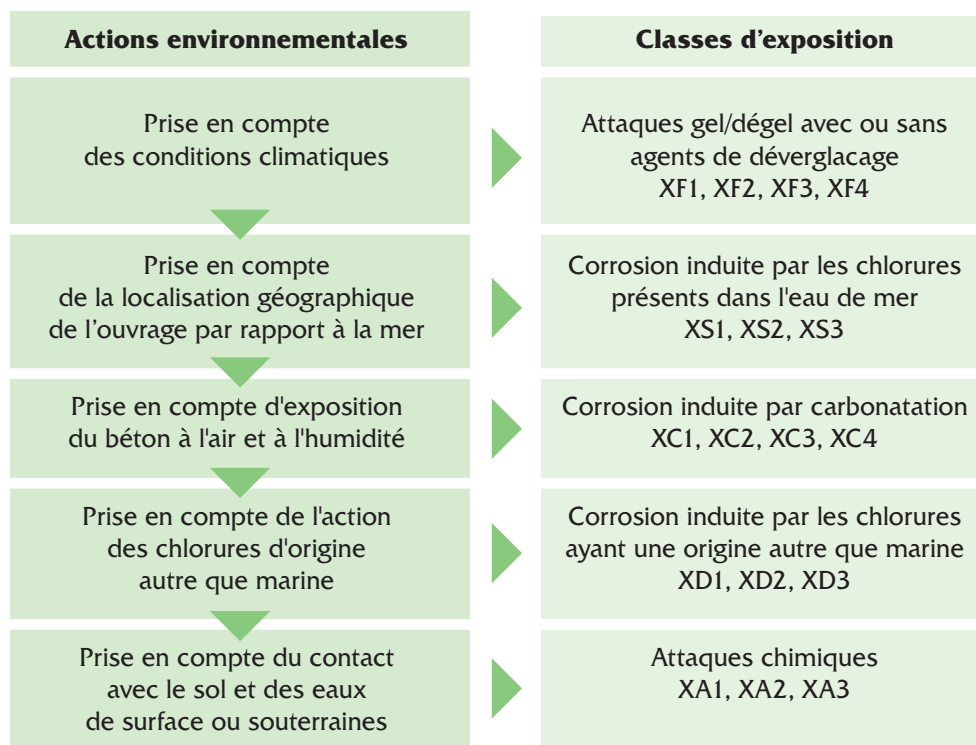 Actions environnementales
Classes d'exposition
Prise en compte
des conditions climatiques
Attaques gel/dégel avec ou sans
agents de déverglacage
XF1, XF2, XF3, XF4
Prise en compte
de la localisation géographique
de l'ouvrage par rapport à la mer
Corrosion induite par les chlorures
présents dans l'eau de mer
XS1, XS2, XS3
Prise en compte d'exposition
du béton à l'air et à l'humidité
Corrosion induite par carbonatation
XC1, XC2, XC3, XC4
Prise en compte de l'action
des chlorures d'origine
autre que marine
Corrosion induite par les chlorures
ayant une origine autre que marine
XD1, XD2, XD3
Prise en compte du contact
avec le sol et des eaux
de surface ou souterraines
Attaques chimiques
XA1, XA2, XA3